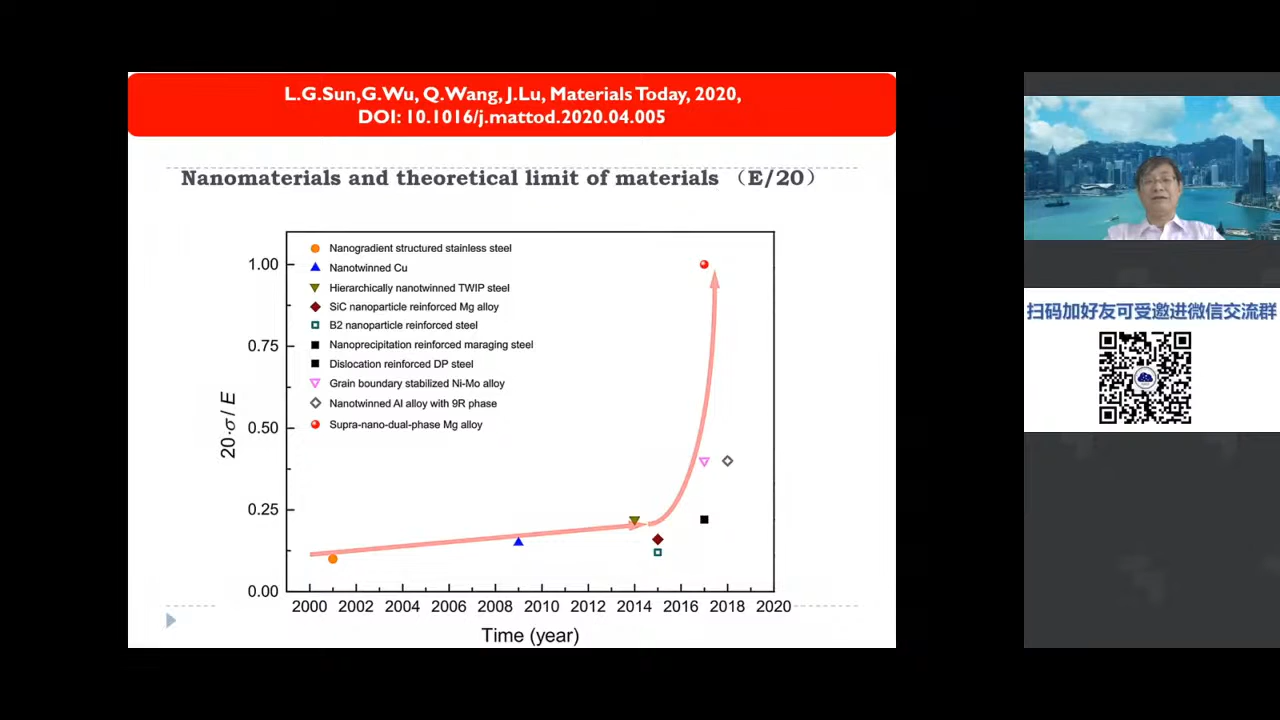 L.G.Sun,G.Wu, Q.Wang, J.Lu, Materials Today, 2020,
DOI: 10.1016/j.mattod.2020.04.005
Nanomaterials and theoretical limit of materials （E/20）
Nanogradient structured stainless steel
Nanotwinned Cu
Hierarchically nanotwinned TWIP steel
SiC nanoparticle reinforced Mg alloy
B2 nanoparticle reinforced steel
Nanoprecipitation reinforced maraging steel
Dislocation reinforced DP steel
Grain boundary stabilized Ni-Mo alloy
Nanotwinned Al alloy with 9R phase
Supra-nano-dual-phase Mg alloy
1.00
0.75
0.50
0.25
0.00
20·σ/ E
2000 2002 2004 2006 2008 2010 2012 2014 2016 2018 2020
Time (year)
扫码加好友可受邀进微信交流群